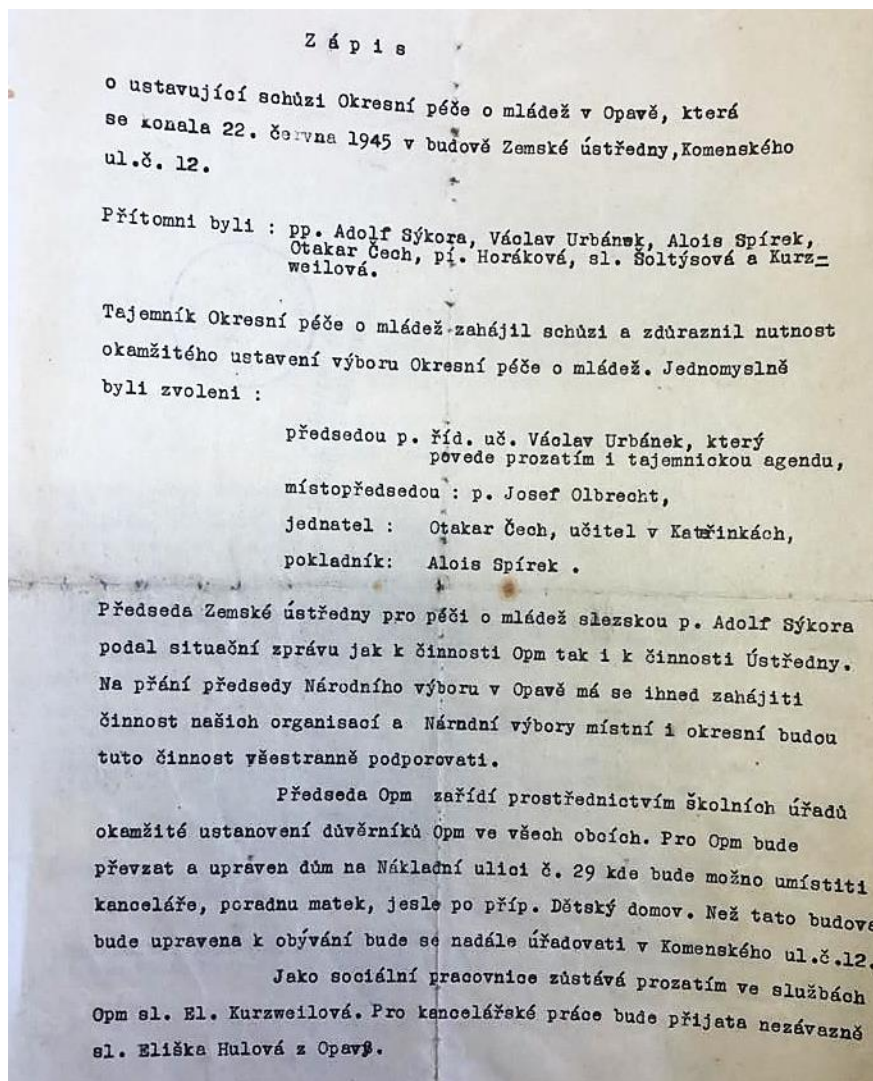 Z á p i s
o ustavující schůzi Okresní péče o mládež v Opavě, která
se konala 22. června 1945 v budově Zemské ústředny,Komenského
ul.č. 12.
Přítomni byli : pp. Adolf Sýkora, Václav Urbánek, Alois Spírek,
Otakar Čech, pí. Horáková, sl. Šoltýsová a Kurz=
weilová.
Tajemník Okresní péče o mládež zahájil schůzi a zdůraznil nutnost
okamžitého ustavení výboru Okresní péče o mládež. Jednomyslně
byli zvoleni :
předsedou p. říd. uč. Václav Urbánek, který
povede prozatím i tajemnickou agendu,
místopředsedou : p. Josef Olbrecht,
jednatel : Otakar Čech, učitel v Kateřinkách,
pokladník: Alois Spírek .
Předseda Zemské ústředny pro péči o mládež slezskou p. Adolf Sýkora
podal situační zprávu jak k činnosti Opm tak i k činnosti Ústředny.
Na přání předsedy Národního výboru v Opavě má se ihned zahájiti
činnost našich organisací a Národní výbory místní i okresní budou
tuto činnost všestranně podporovati.
Předseda Opm zařídí prostřednictvím školních úřadů
okamžité ustanovení důvěrníků Opm ve všech obcích. Pro Opm bude
převzat a upraven dům na Nákladní ulici č. 29 kde bude možno umístiti
kanceláře, poradnu matek, jesle po příp. Dětský domov. Než tato budova
bude upravena k obývání bude se nadále úřadovati v Komenského ul.č.12.
Jako sociální pracovnice zůstává prozatím ve službách
Opm sl. El. Kurzweilová. Pro kancelářské práce bude přijata nezávazně
sl. Eliška Hulová z Opavy.